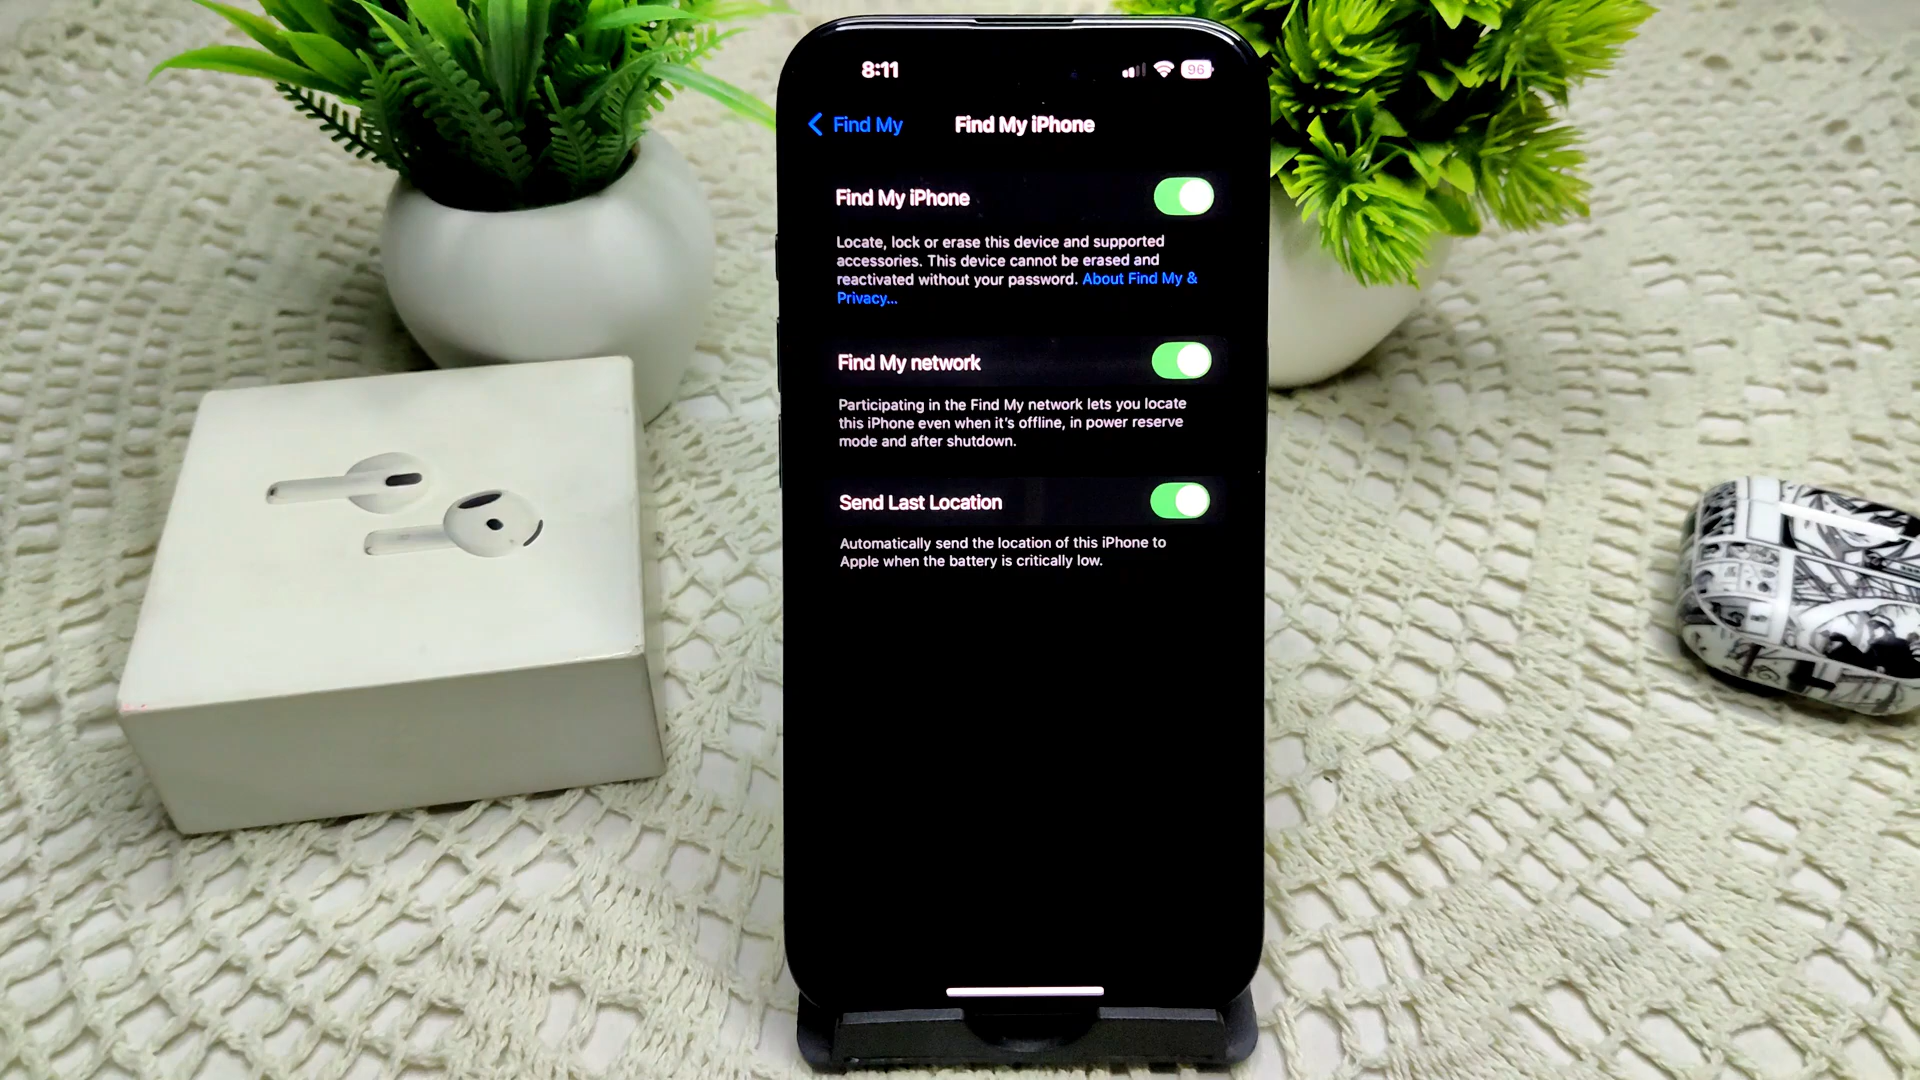 8:11
96
Find My
Find My iPhone
Find My iPhone
Locate, lock or erase this device and supported
accessories. This device cannot be erased and
reactivated without your password. About Find My &
Privacy...
Find My network
Participating in the Find My network lets you locate
this iPhone even when it's offline, in power reserve
mode and after shutdown.
Send Last Location
Automatically send the location of this iPhone to
Apple when the battery is critically low.